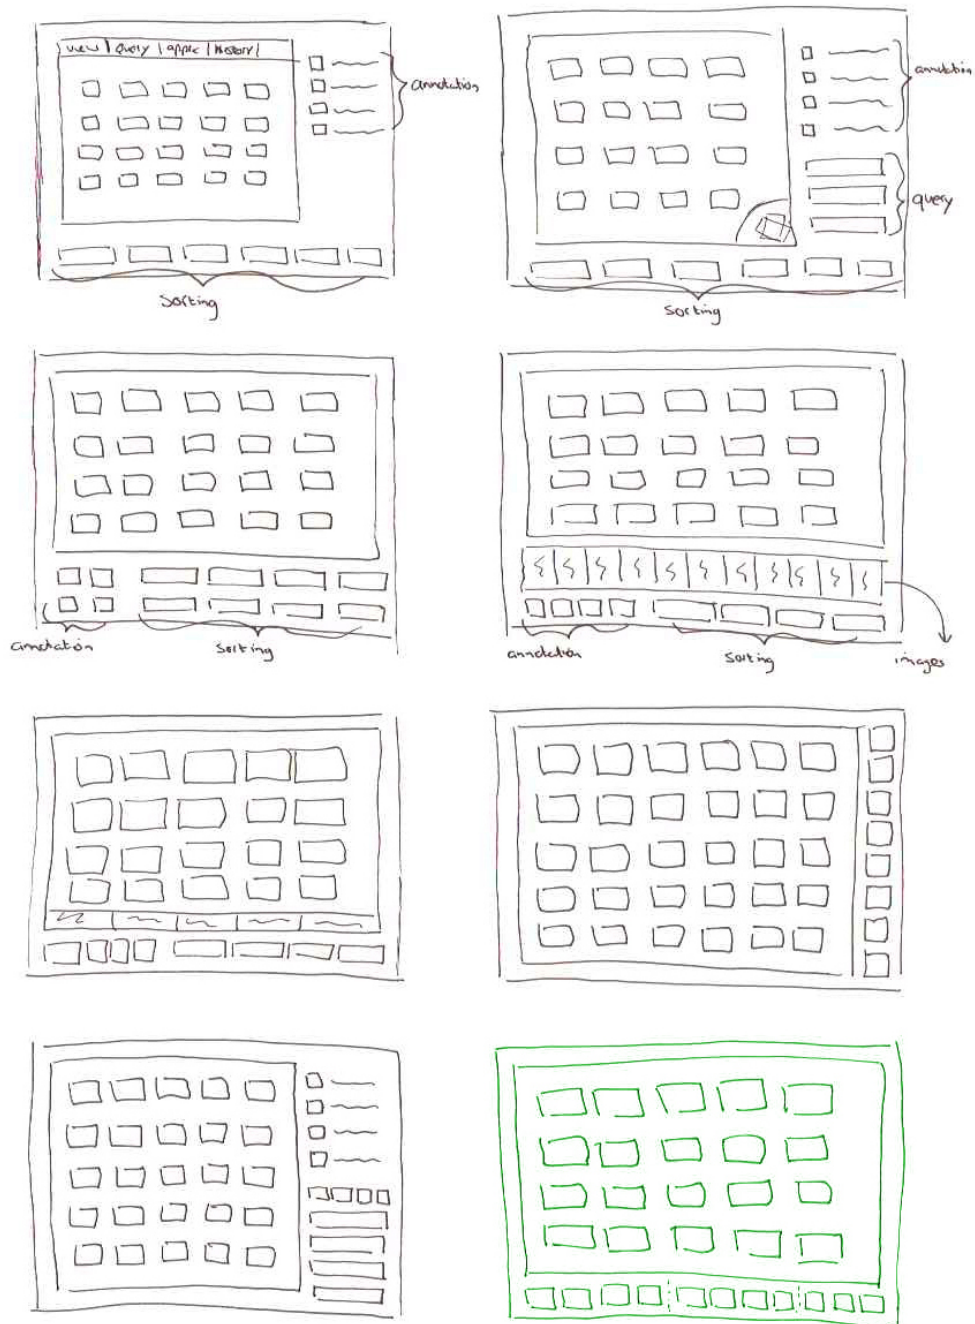 view | Query | apple | History |
annotation
Sorting
annotation
query
Sorting
annotation
Sorting
annotation
Sorting
images